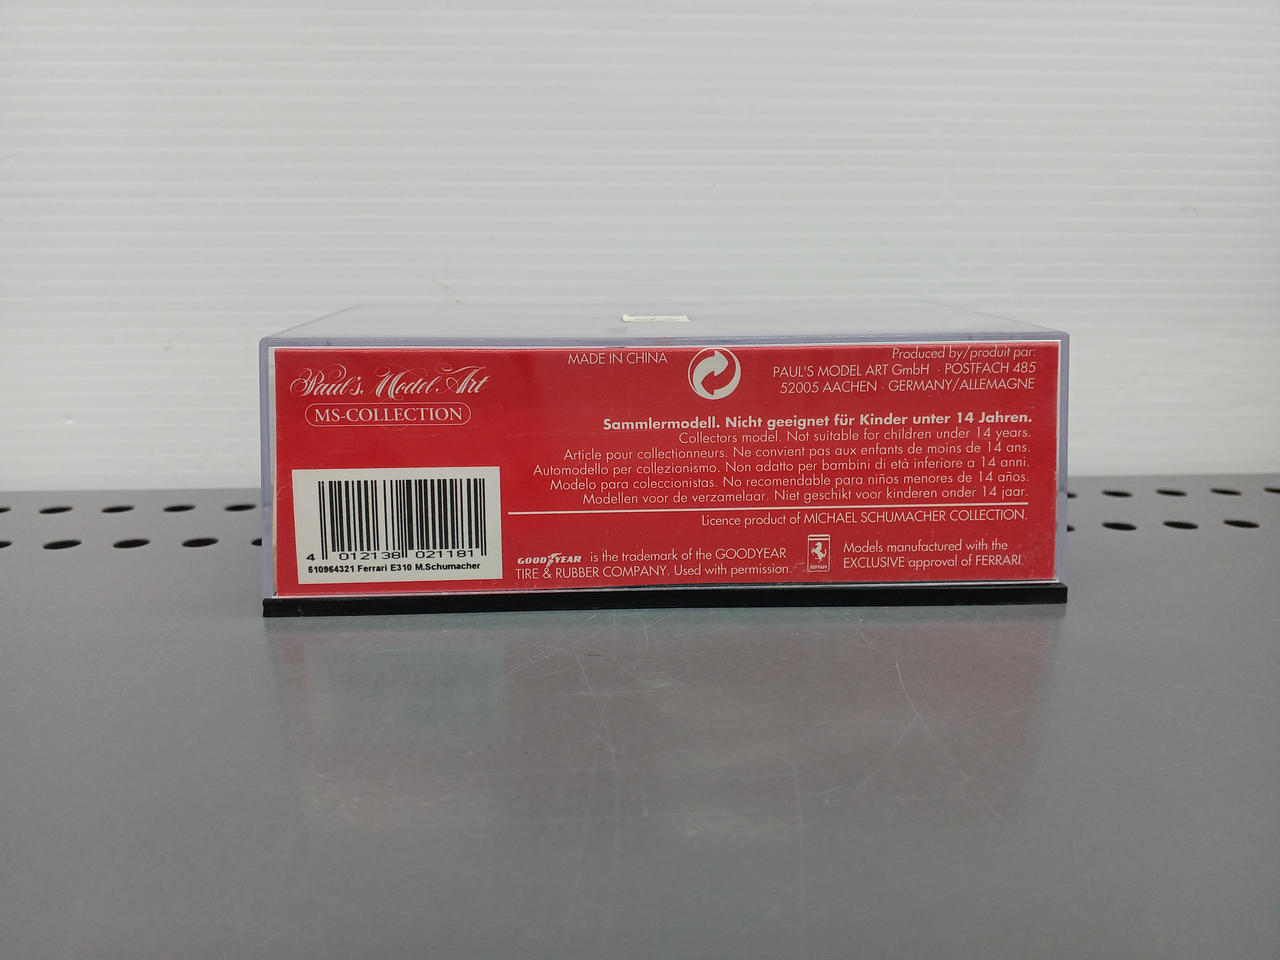 Paul's Model Art
MS-COLLECTION
MADE IN CHINA
Produced by/produit par:
PAUL'S MODEL ART GmbH · POSTFACH 485
52005 AACHEN · GERMANY/ALLEMAGNE
Sammlermodell. Nicht geeignet für Kinder unter 14 Jahren.
Collectors model. Not suitable for children under 14 years.
Article pour collectionneurs. Ne convient pas aux enfants de moins de 14 ans.
Automodello per collezionismo. Non adatto per bambini di età inferiore a 14 anni.
Modelo para coleccionistas. No recomendable para niños menores de 14 años.
Modellen voor de verzamelaar. Niet geschikt voor kinderen onder 14 jaar.
Licence product of MICHAEL SCHUMACHER COLLECTION.
4 012138 021181
510964321 Ferrari E310 M.Schumacher
GOODYEAR is the trademark of the GOODYEAR
TIRE & RUBBER COMPANY. Used with permission.
Ferrari
Models manufactured with the
EXCLUSIVE approval of FERRARI.